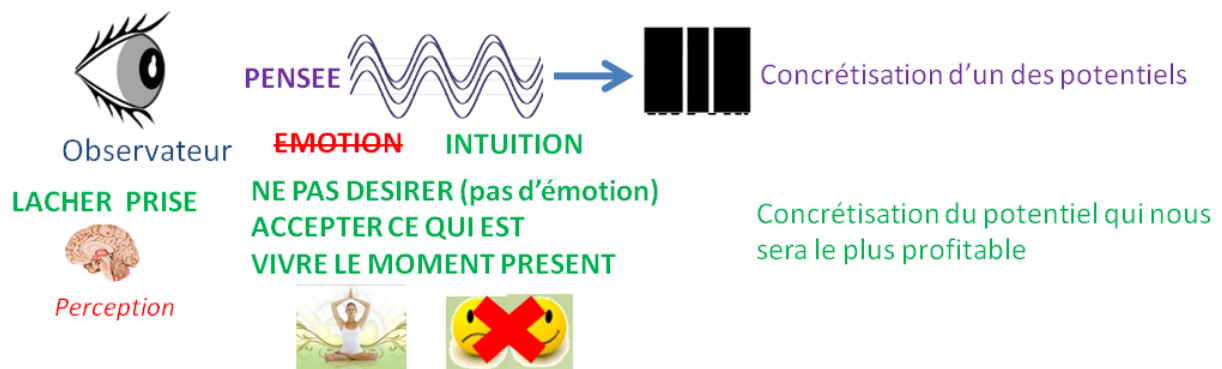 PENSEE
Concrétisation d'un des potentiels
Observateur
EMOTION
INTUITION
LACHER PRISE
NE PAS DESIRER (pas d'émotion)
ACCEPTER CE QUI EST
VIVRE LE MOMENT PRESENT
Perception
Concrétisation du potentiel qui nous
sera le plus profitable